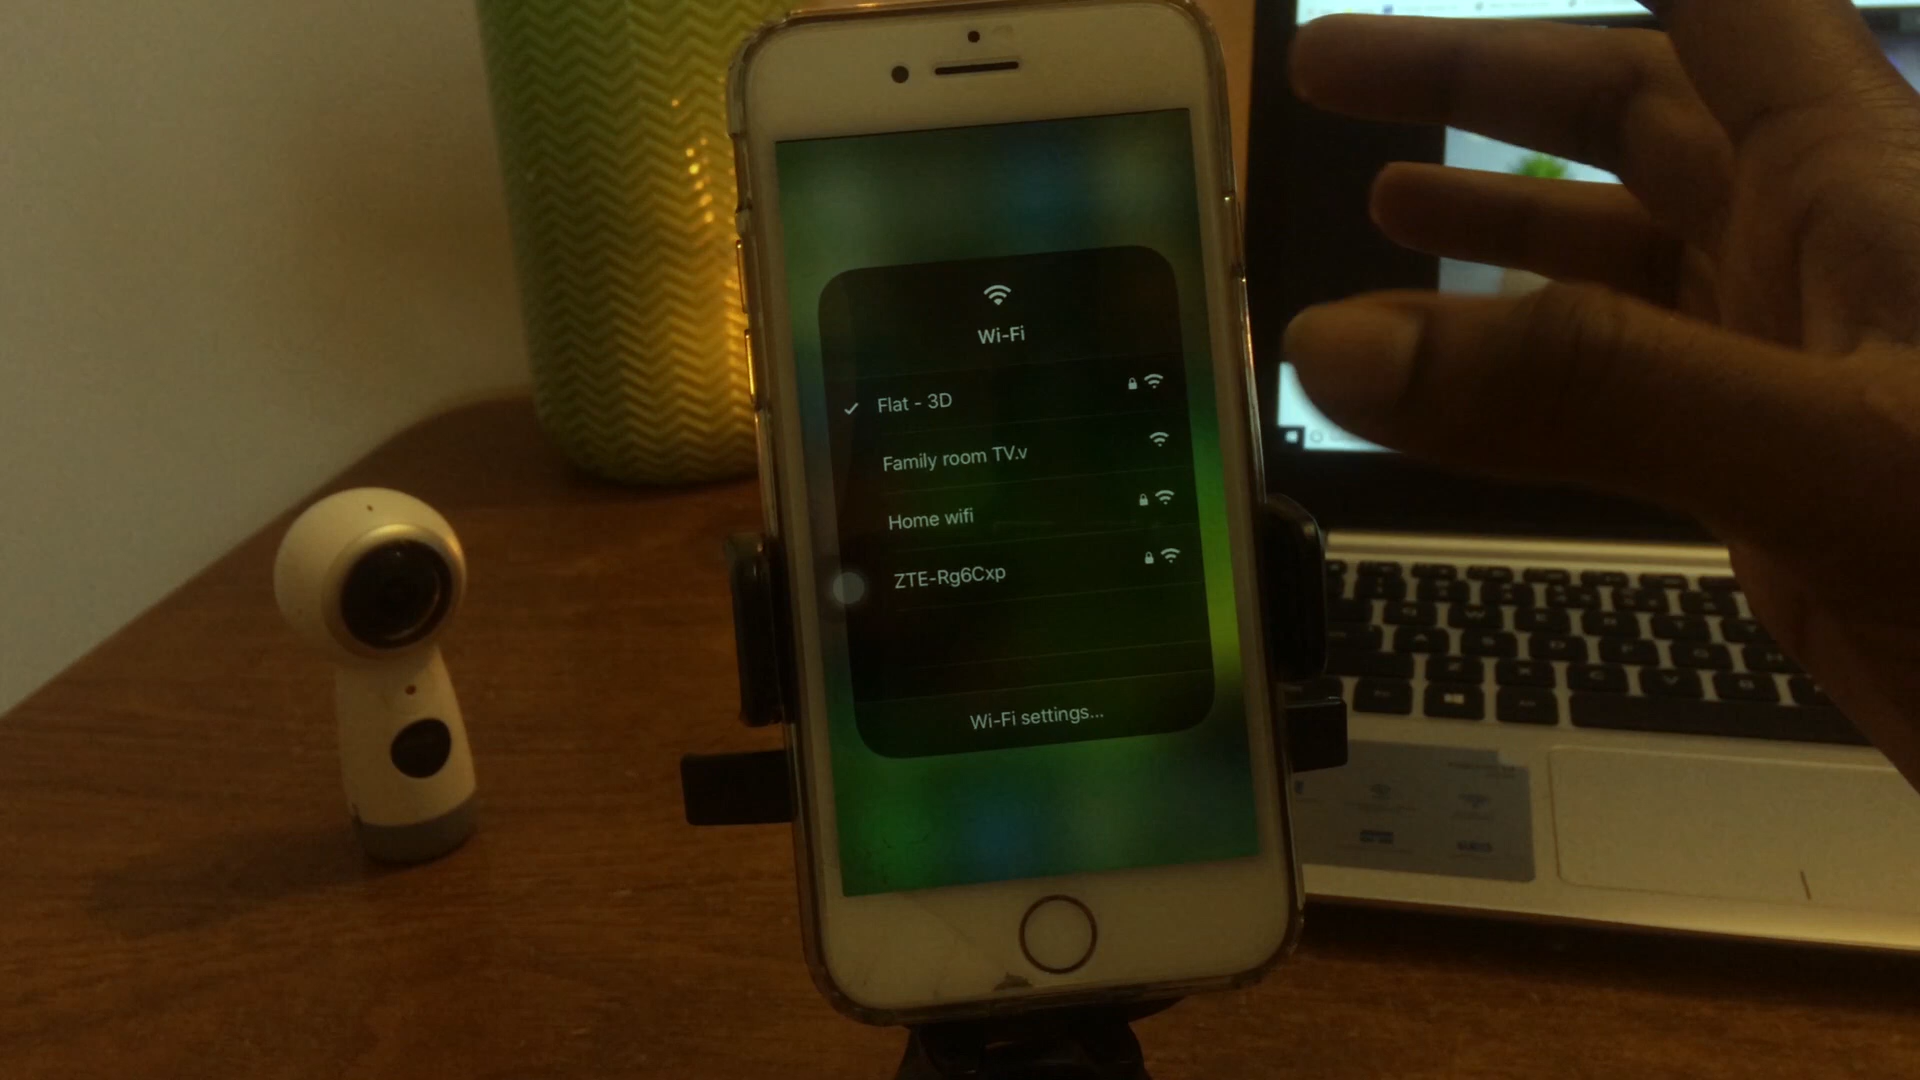 Wi-Fi
Flat - 3D
Family room TV.v
Home wifi
ZTE-Rg6Cxp
Wi-Fi settings...